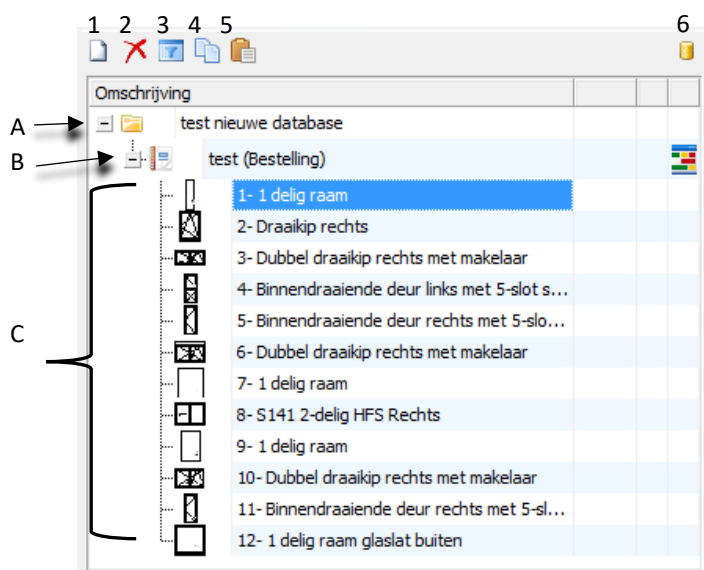 1 2 3 4 5 6
Omschrijving
A
test nieuwe database
B
test (Bestelling)
1- 1 delig raam
2- Draaikip rechts
3- Dubbel draaikip rechts met makelaar
4- Binnendraaiende deur links met 5-slot s...
5- Binnendraaiende deur rechts met 5-slo...
C
6- Dubbel draaikip rechts met makelaar
7- 1 delig raam
8- S141 2-delig HFS Rechts
9- 1 delig raam
10- Dubbel draaikip rechts met makelaar
11- Binnendraaiende deur rechts met 5-sl...
12- 1 delig raam glaslat buiten